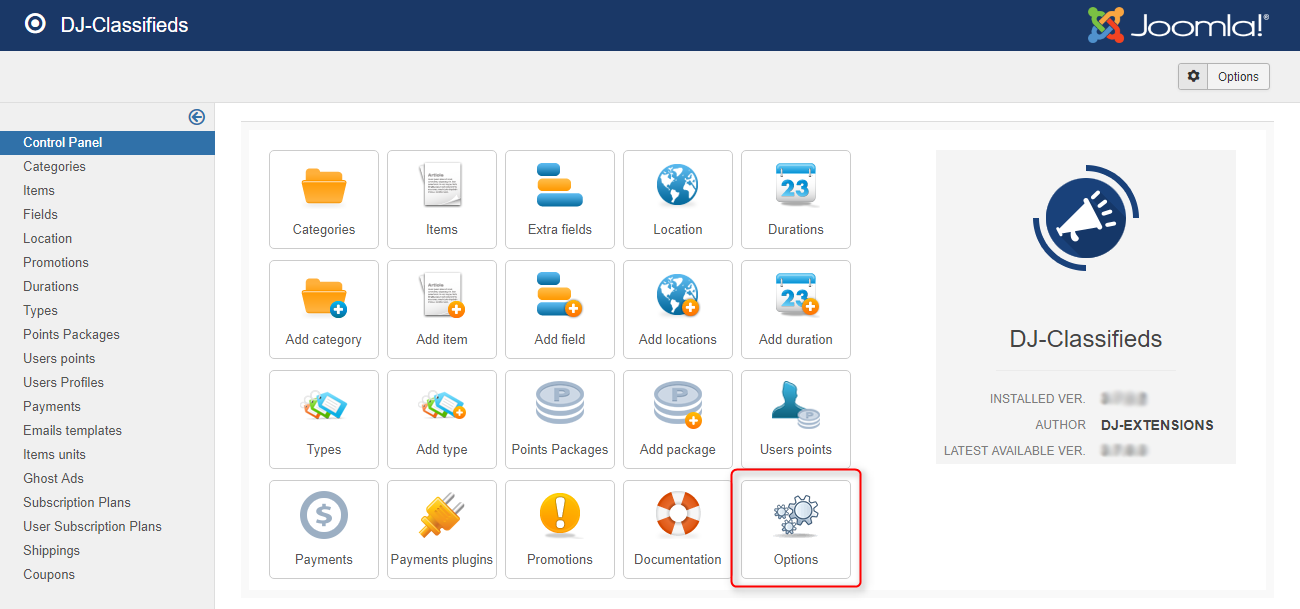 DJ-Classifieds
Joomla!®
Options
Control Panel
Categories
Items
Fields
Location
Promotions
Durations
Types
Points Packages
Users points
Users Profiles
Payments
Emails templates
Items units
Ghost Ads
Subscription Plans
User Subscription Plans
Shippings
Coupons
Categories
Article
Items
Extra fields
Location
23
Durations
Add category
Article
Add item
Add field
Add locations
23
Add duration
Types
Add type
P
Points Packages
P
Add package
P
Users points
$
Payments
Payments plugins
!
Promotions
Documentation
Options
DJ-Classifieds
INSTALLED VER.
AUTHOR DJ-EXTENSIONS
LATEST AVAILABLE VER.